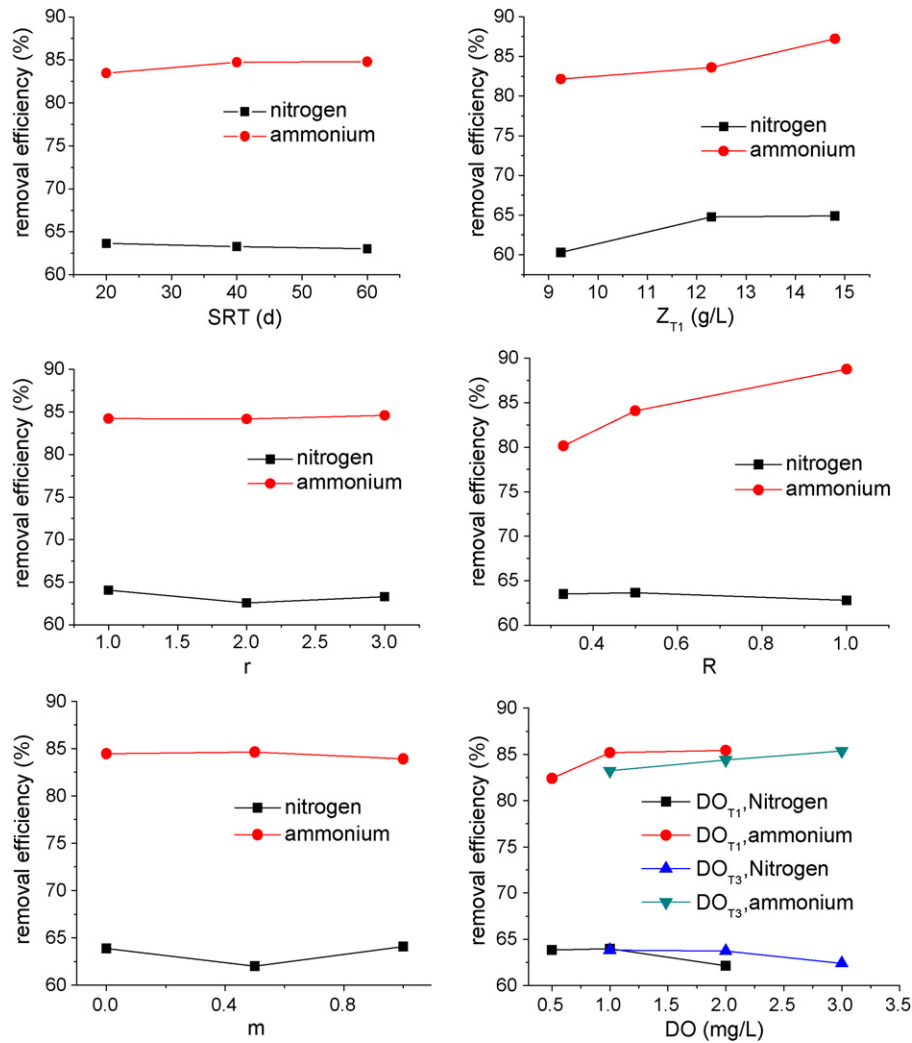 90
85
80
75
70
65
60
removal efficiency (%)
nitrogen
ammonium
20 30 40 50 60
SRT (d)
90
85
80
75
70
65
60
removal efficiency (%)
nitrogen
ammonium
9 10 11 12 13 14 15
Z_T1 (g/L)
90
85
80
75
70
65
60
removal efficiency (%)
nitrogen
ammonium
1.0 1.5 2.0 2.5 3.0
r
90
85
80
75
70
65
60
removal efficiency (%)
nitrogen
ammonium
0.4 0.6 0.8 1.0
R
90
85
80
75
70
65
60
removal efficiency (%)
nitrogen
ammonium
0.0 0.4 0.8
m
90
85
80
75
70
65
60
removal efficiency (%)
DO_T1,Nitrogen
DO_T1,ammonium
DO_T3,Nitrogen
DO_T3,ammonium
0.5 1.0 1.5 2.0 2.5 3.0 3.5
DO (mg/L)